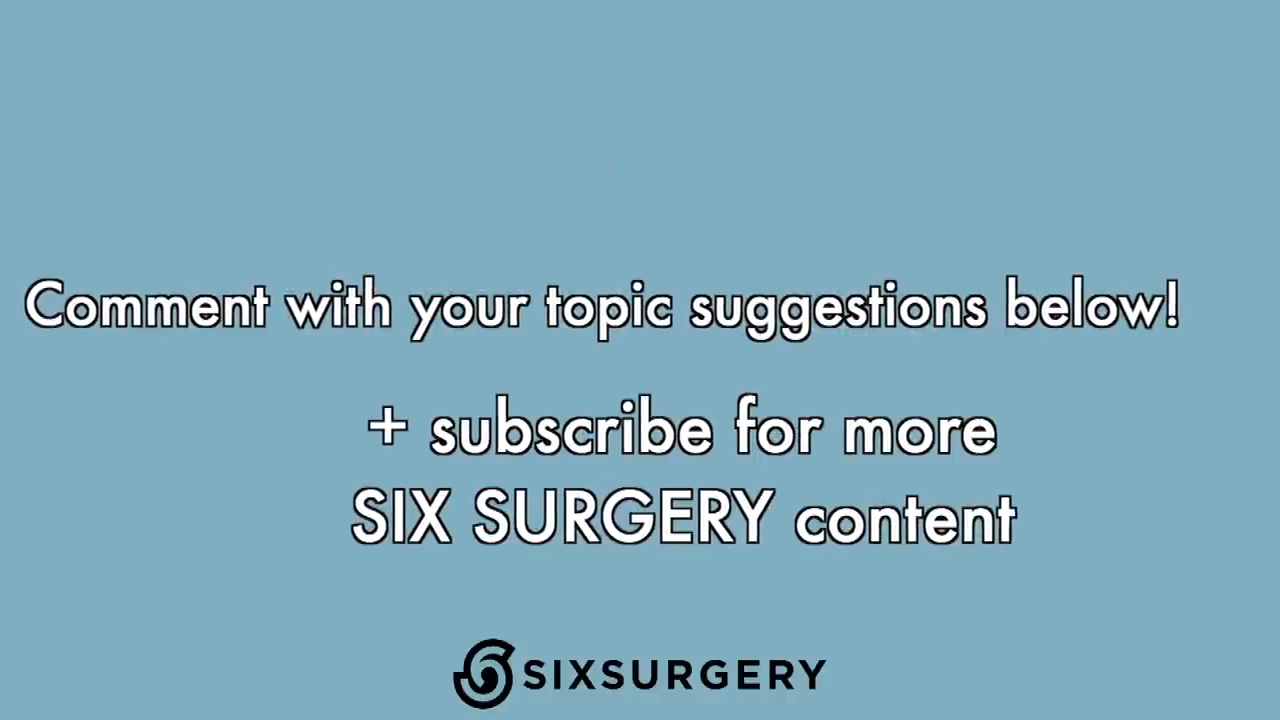 Comment with your topic suggestions below!
+ subscribe for more
SIX SURGERY content
SIXSURGERY